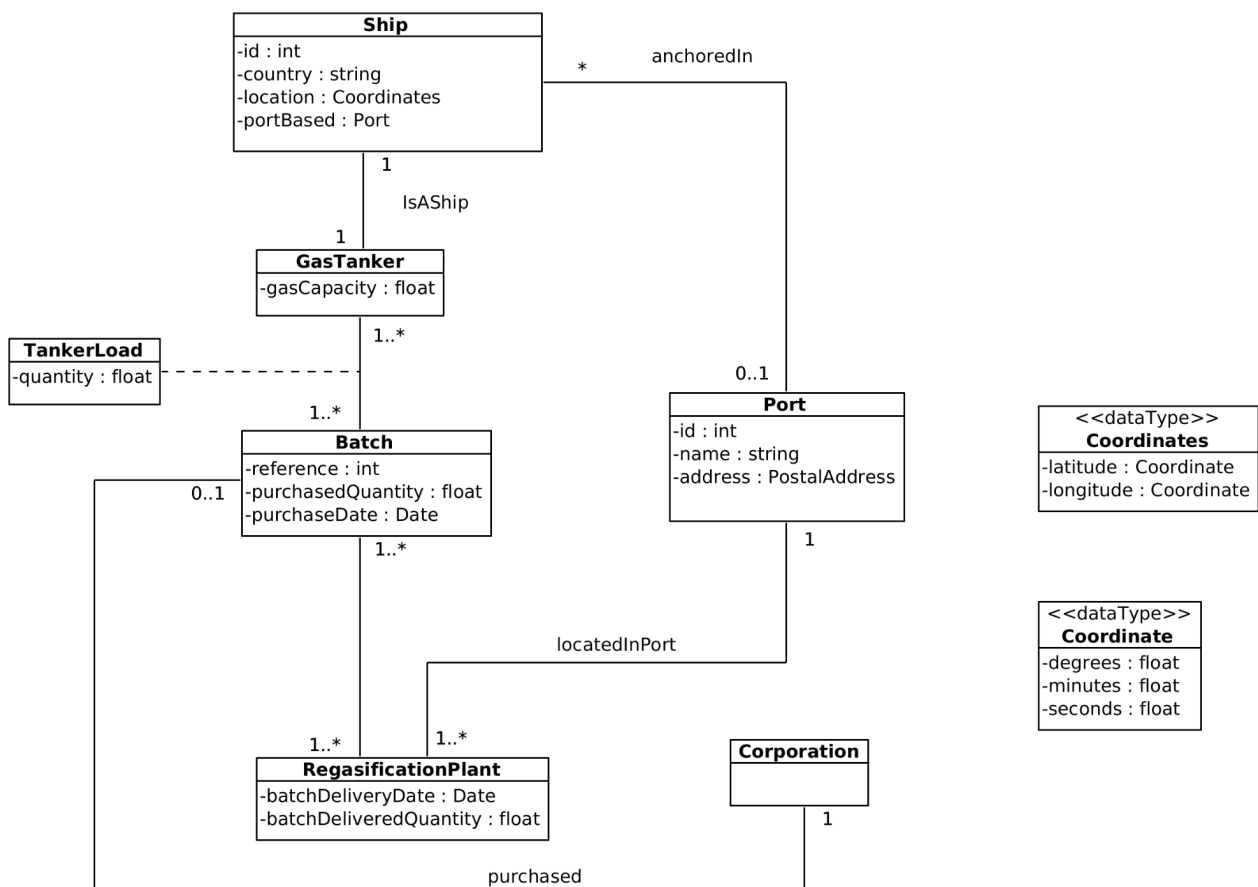 Ship
-id : int
-country : string
-location : Coordinates
-portBased : Port
anchoredIn
*
1
IsAShip
1
GasTanker
-gasCapacity : float
1..*
TankerLoad
-quantity : float
1..*
0..1
Port
-id : int
-name : string
-address : PostalAddress
<<dataType>>
Coordinates
-latitude : Coordinate
-longitude : Coordinate
Batch
-reference : int
-purchasedQuantity : float
-purchaseDate : Date
0..1
1..*
1
<<dataType>>
Coordinate
-degrees : float
-minutes : float
-seconds : float
locatedInPort
1..*
1..*
RegasificationPlant
-batchDeliveryDate : Date
-batchDeliveredQuantity : float
Corporation
1
purchased